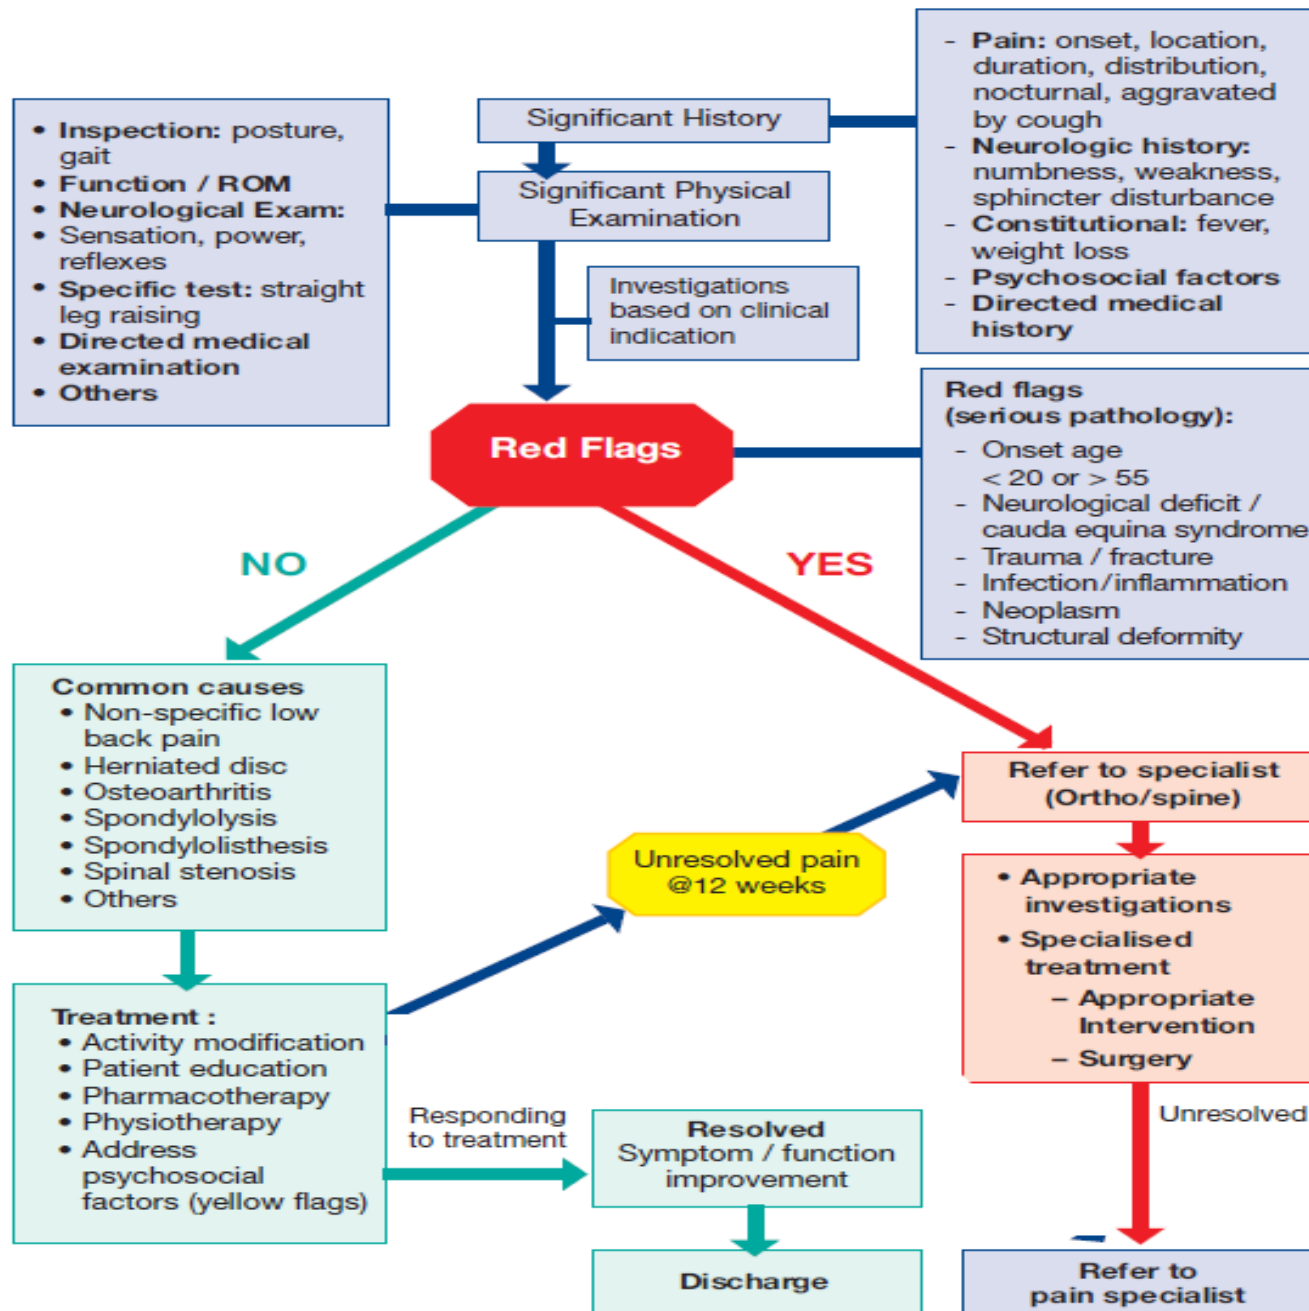 Significant History
- Pain: onset, location,
duration, distribution,
nocturnal, aggravated
by cough
- Neurologic history:
numbness, weakness,
sphincter disturbance
- Constitutional: fever,
weight loss
- Psychosocial factors
- Directed medical
history
• Inspection: posture,
gait
• Function / ROM
• Neurological Exam:
• Sensation, power,
reflexes
• Specific test: straight
leg raising
• Directed medical
examination
• Others
Significant Physical
Examination
Investigations
based on clinical
indication
Red Flags
Red flags
(serious pathology):
- Onset age
< 20 or > 55
- Neurological deficit /
cauda equina syndrome
- Trauma / fracture
- Infection/inflammation
- Neoplasm
- Structural deformity
NO
YES
Common causes
• Non-specific low
back pain
• Herniated disc
• Osteoarthritis
• Spondylolysis
• Spondylolisthesis
• Spinal stenosis
• Others
Unresolved pain
@12 weeks
Refer to specialist
(Ortho/spine)
• Appropriate
investigations
• Specialised
treatment
– Appropriate
Intervention
– Surgery
Treatment :
• Activity modification
• Patient education
• Pharmacotherapy
• Physiotherapy
• Address
psychosocial
factors (yellow flags)
Responding
to treatment
Resolved
Symptom / function
improvement
Unresolved
Discharge
Refer to
pain specialist